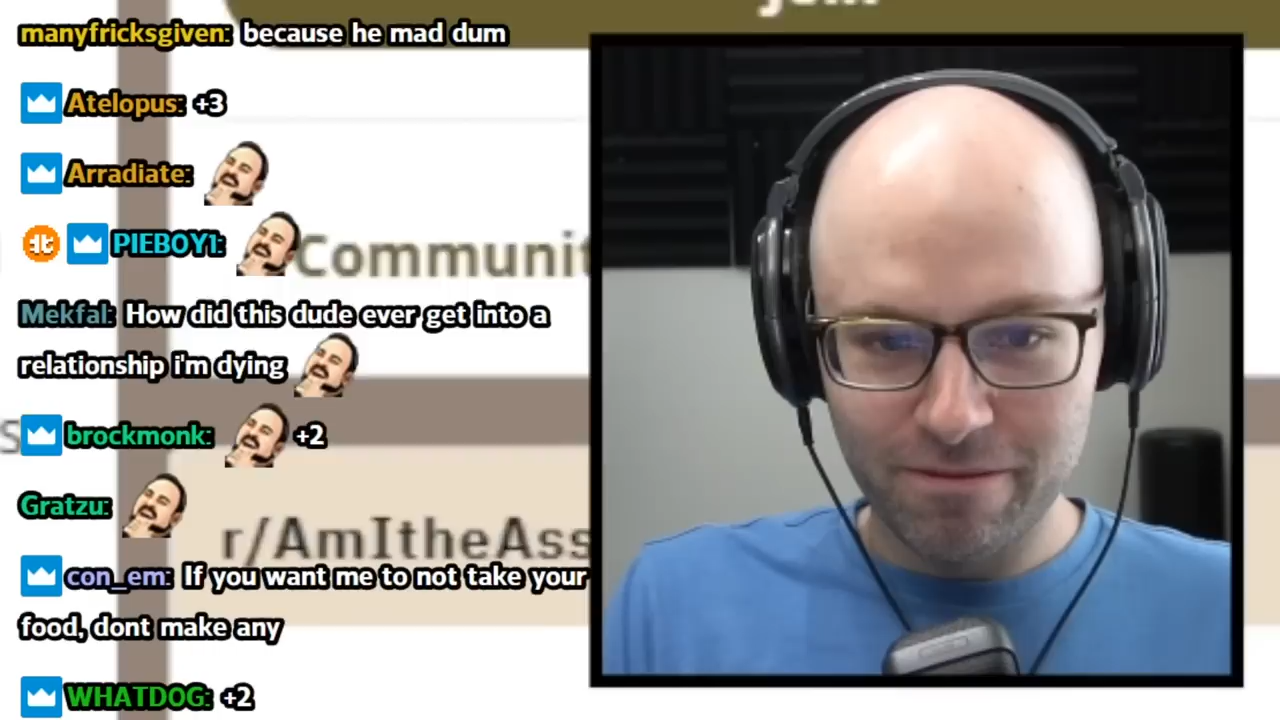 Join
manyfricksgiven: because he mad dum
Atelopus: +3
Arradiate:
PIEBOY1:
Communit
Mekfal: How did this dude ever get into a
relationship i'm dying
brockmonk: +2
Gratzu:
r/AmItheAss
con_em: If you want me to not take your
food, dont make any
WHATDOG: +2